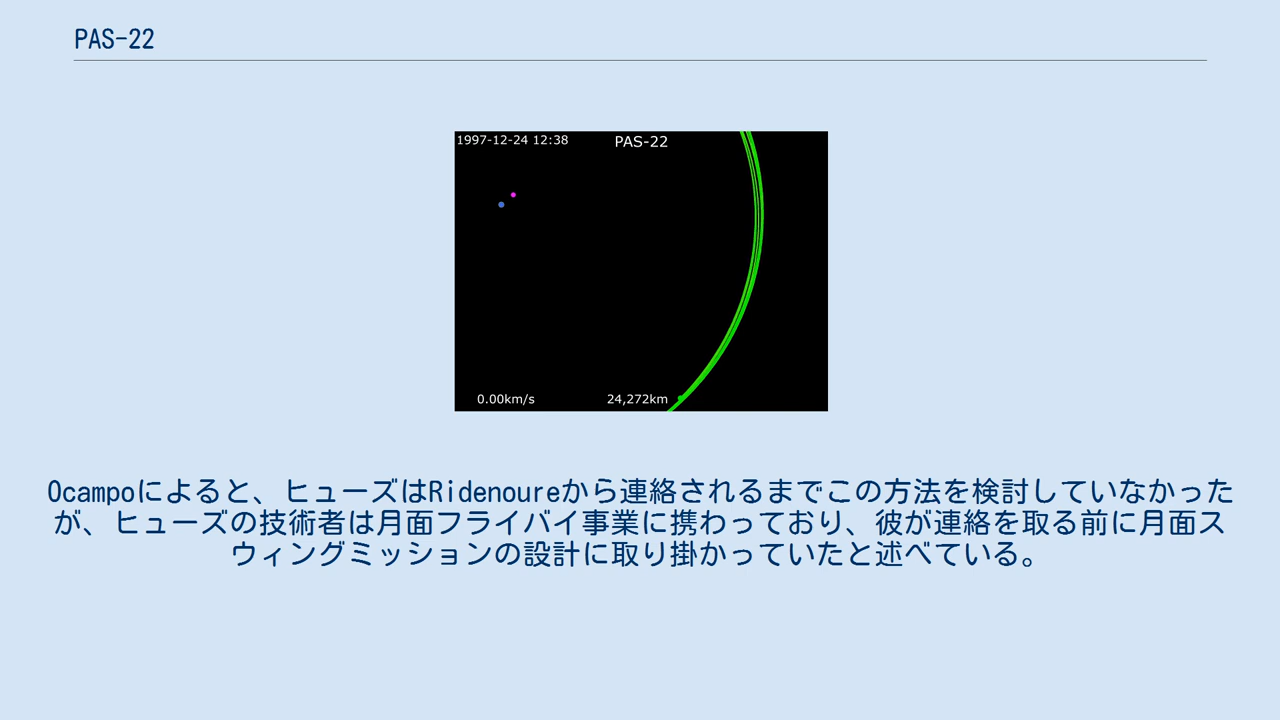 PAS-22
1997-12-24 12:38
PAS-22
0.00km/s
24,272km
Ocampoによると、ヒューズはRidenoureから連絡されるまでこの方法を検討していなかった
が、ヒューズの技術者は月面フライバイ事業に携わっており、彼が連絡を取る前に月面ス
ウィングミッションの設計に取り掛かっていたと述べている。